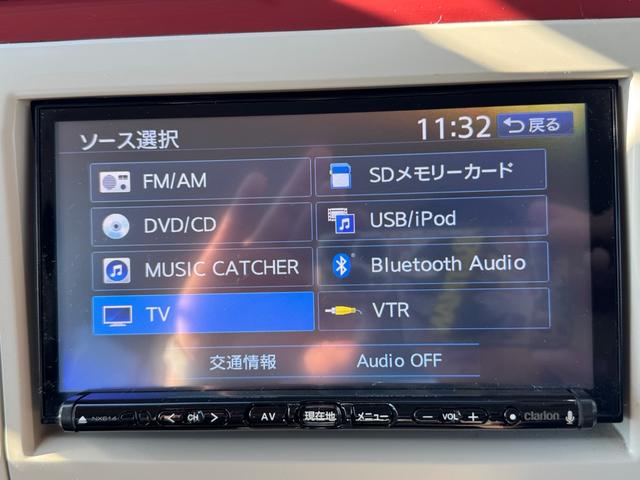 ソース選択
11:32
戻る
FM/AM
SDメモリーカード
DVD/CD
USB/iPod
MUSIC CATCHER
Bluetooth Audio
TV
VTR
交通情報
Audio OFF
NX614 CH AV 現在地 メニュー － VOL ＋ clarion